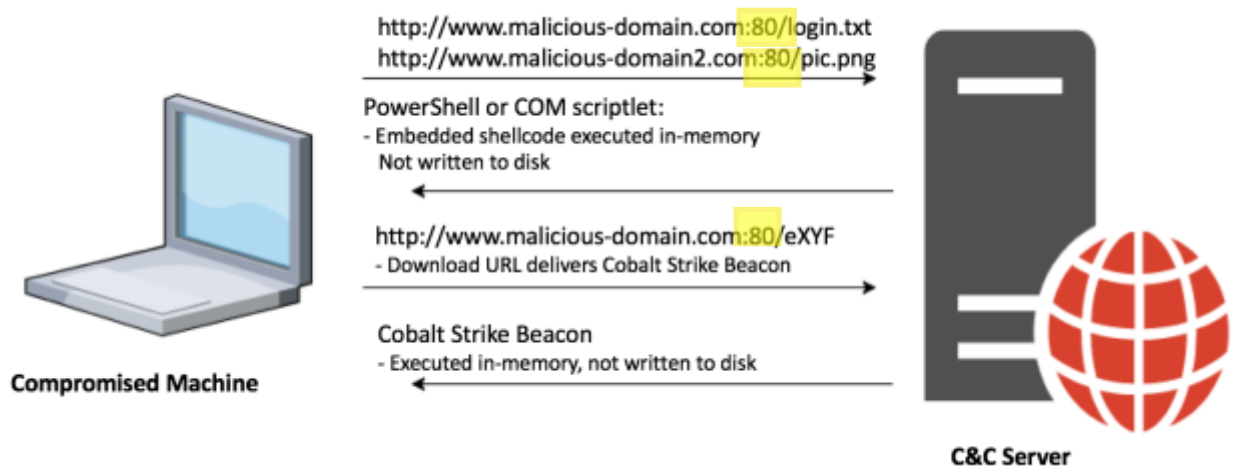 http://www.malicious-domain.com:80/login.txt
http://www.malicious-domain2.com:80/pic.png
PowerShell or COM scriptlet:
- Embedded shellcode executed in-memory
Not written to disk
http://www.malicious-domain.com:80/eXYF
- Download URL delivers Cobalt Strike Beacon
Cobalt Strike Beacon
- Executed in-memory, not written to disk
Compromised Machine
C&C Server